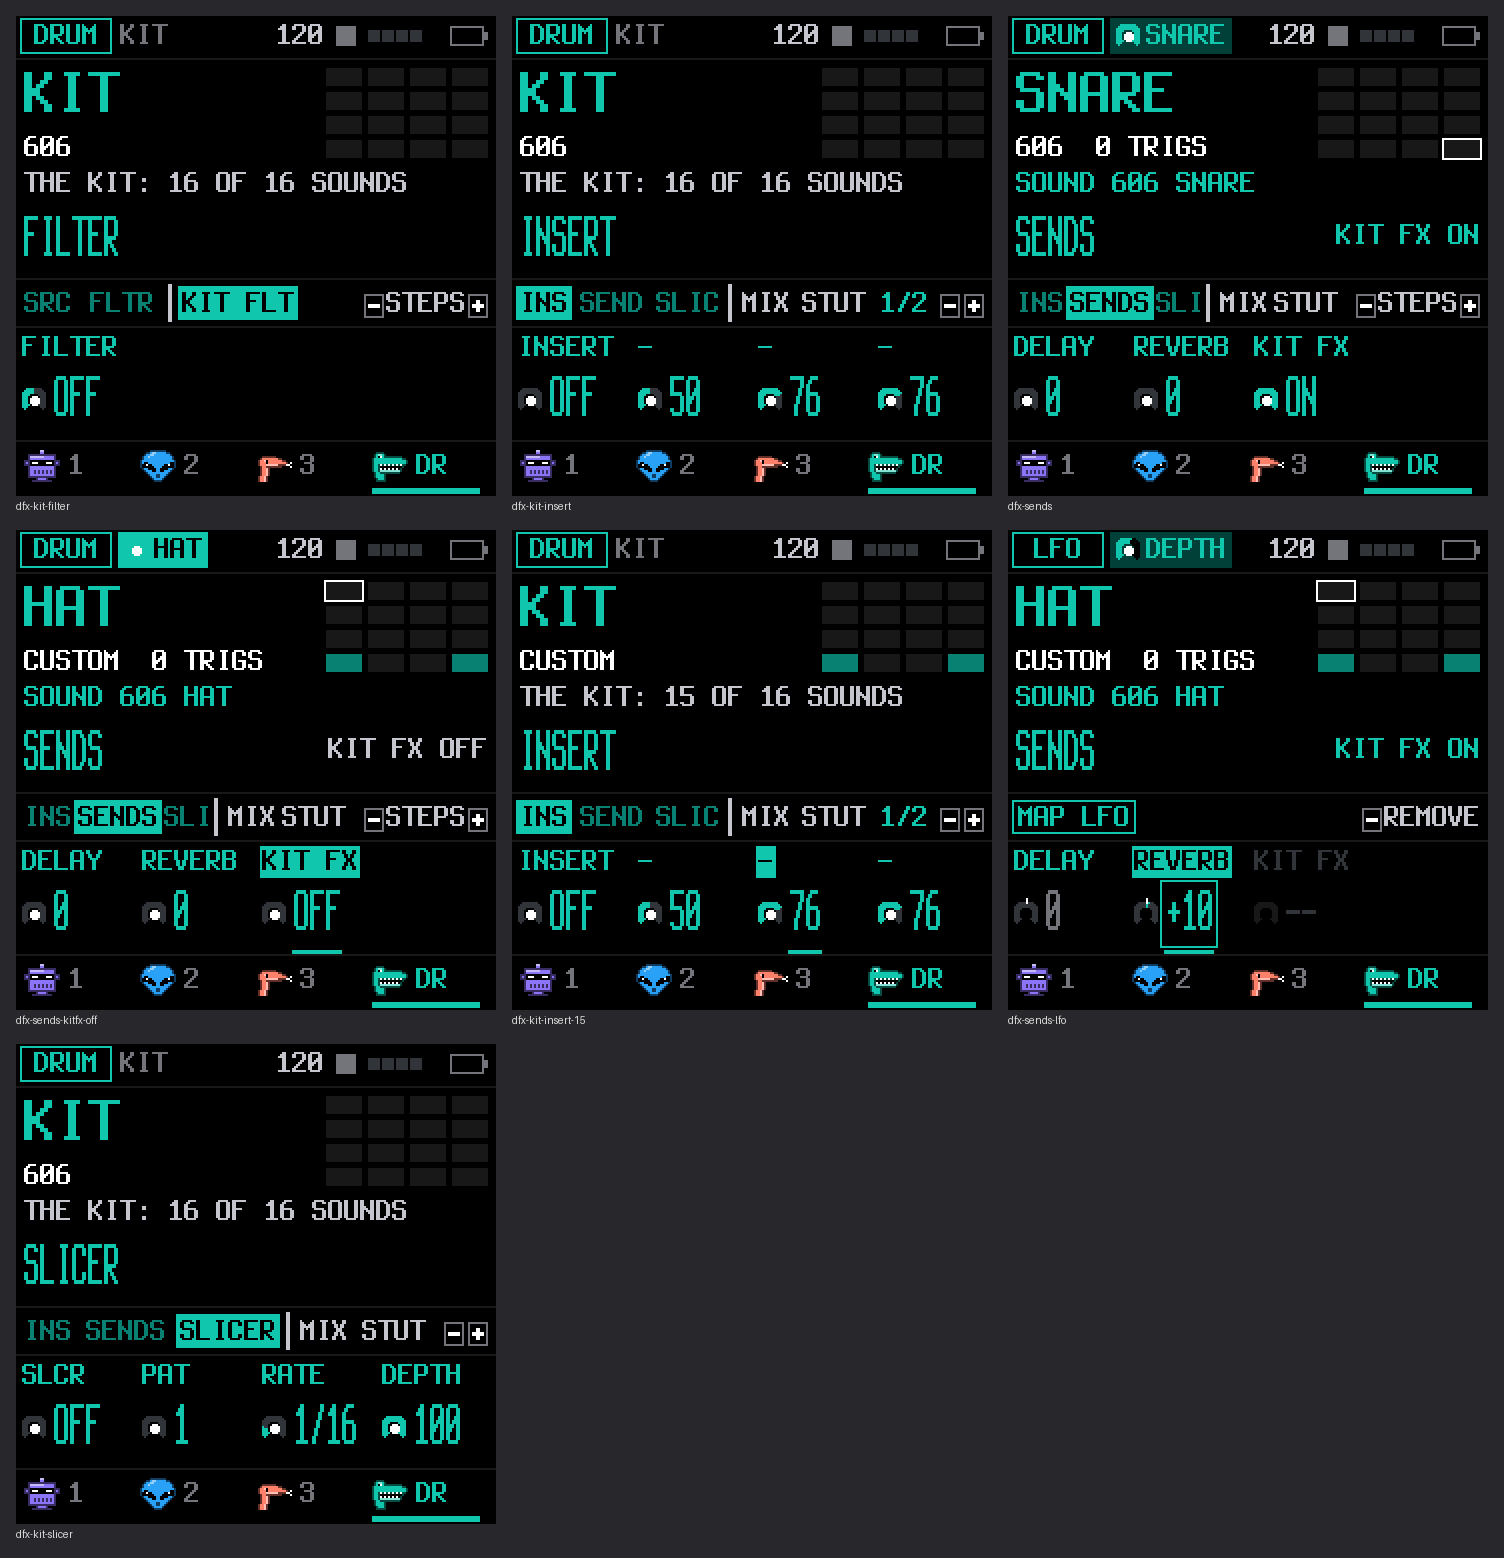 DRUM KIT 120
KIT
606
THE KIT: 16 OF 16 SOUNDS
FILTER
SRC FLTR KIT FLT -STEPS+
FILTER
OFF
1 2 3 DR
dfx-kit-filter
DRUM KIT 120
KIT
606
THE KIT: 16 OF 16 SOUNDS
INSERT
INS SEND SLIC MIX STUT 1/2 - +
INSERT - - -
OFF 50 76 76
1 2 3 DR
dfx-kit-insert
DRUM SNARE 120
SNARE
606 0 TRIGS
SOUND 606 SNARE
SENDS KIT FX ON
INS SENDS SLI MIX STUT -STEPS+
DELAY REVERB KIT FX
0 0 ON
1 2 3 DR
dfx-sends
DRUM HAT 120
HAT
CUSTOM 0 TRIGS
SOUND 606 HAT
SENDS KIT FX OFF
INS SENDS SLI MIX STUT -STEPS+
DELAY REVERB KIT FX
0 0 OFF
1 2 3 DR
dfx-sends-kitfx-off
DRUM KIT 120
KIT
CUSTOM
THE KIT: 15 OF 16 SOUNDS
INSERT
INS SEND SLIC MIX STUT 1/2 - +
INSERT - - -
OFF 50 76 76
1 2 3 DR
dfx-kit-insert-15
LFO DEPTH 120
HAT
CUSTOM 0 TRIGS
SOUND 606 HAT
SENDS KIT FX ON
MAP LFO -REMOVE
DELAY REVERB KIT FX
0 +10 --
1 2 3 DR
dfx-sends-lfo
DRUM KIT 120
KIT
606
THE KIT: 16 OF 16 SOUNDS
SLICER
INS SENDS SLICER MIX STUT - +
SLCR PAT RATE DEPTH
OFF 1 1/16 100
1 2 3 DR
dfx-kit-slicer